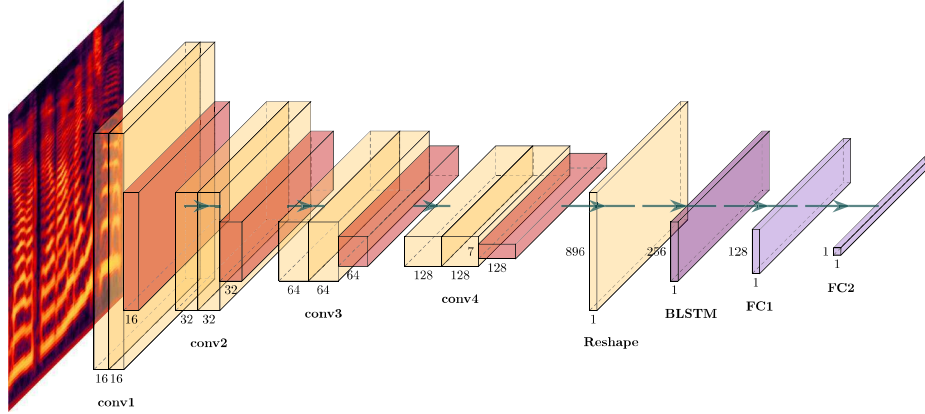 16 16
conv1
16
32 32
conv2
32
64 64
conv3
64
128 128
conv4
7
128
896
1
Reshape
256
1
BLSTM
128
1
FC1
1
1
FC2